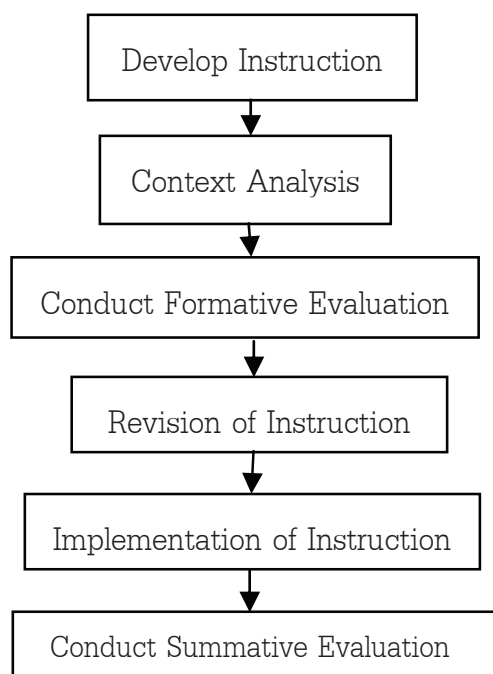 Develop Instruction
Context Analysis
Conduct Formative Evaluation
Revision of Instruction
Implementation of Instruction
Conduct Summative Evaluation